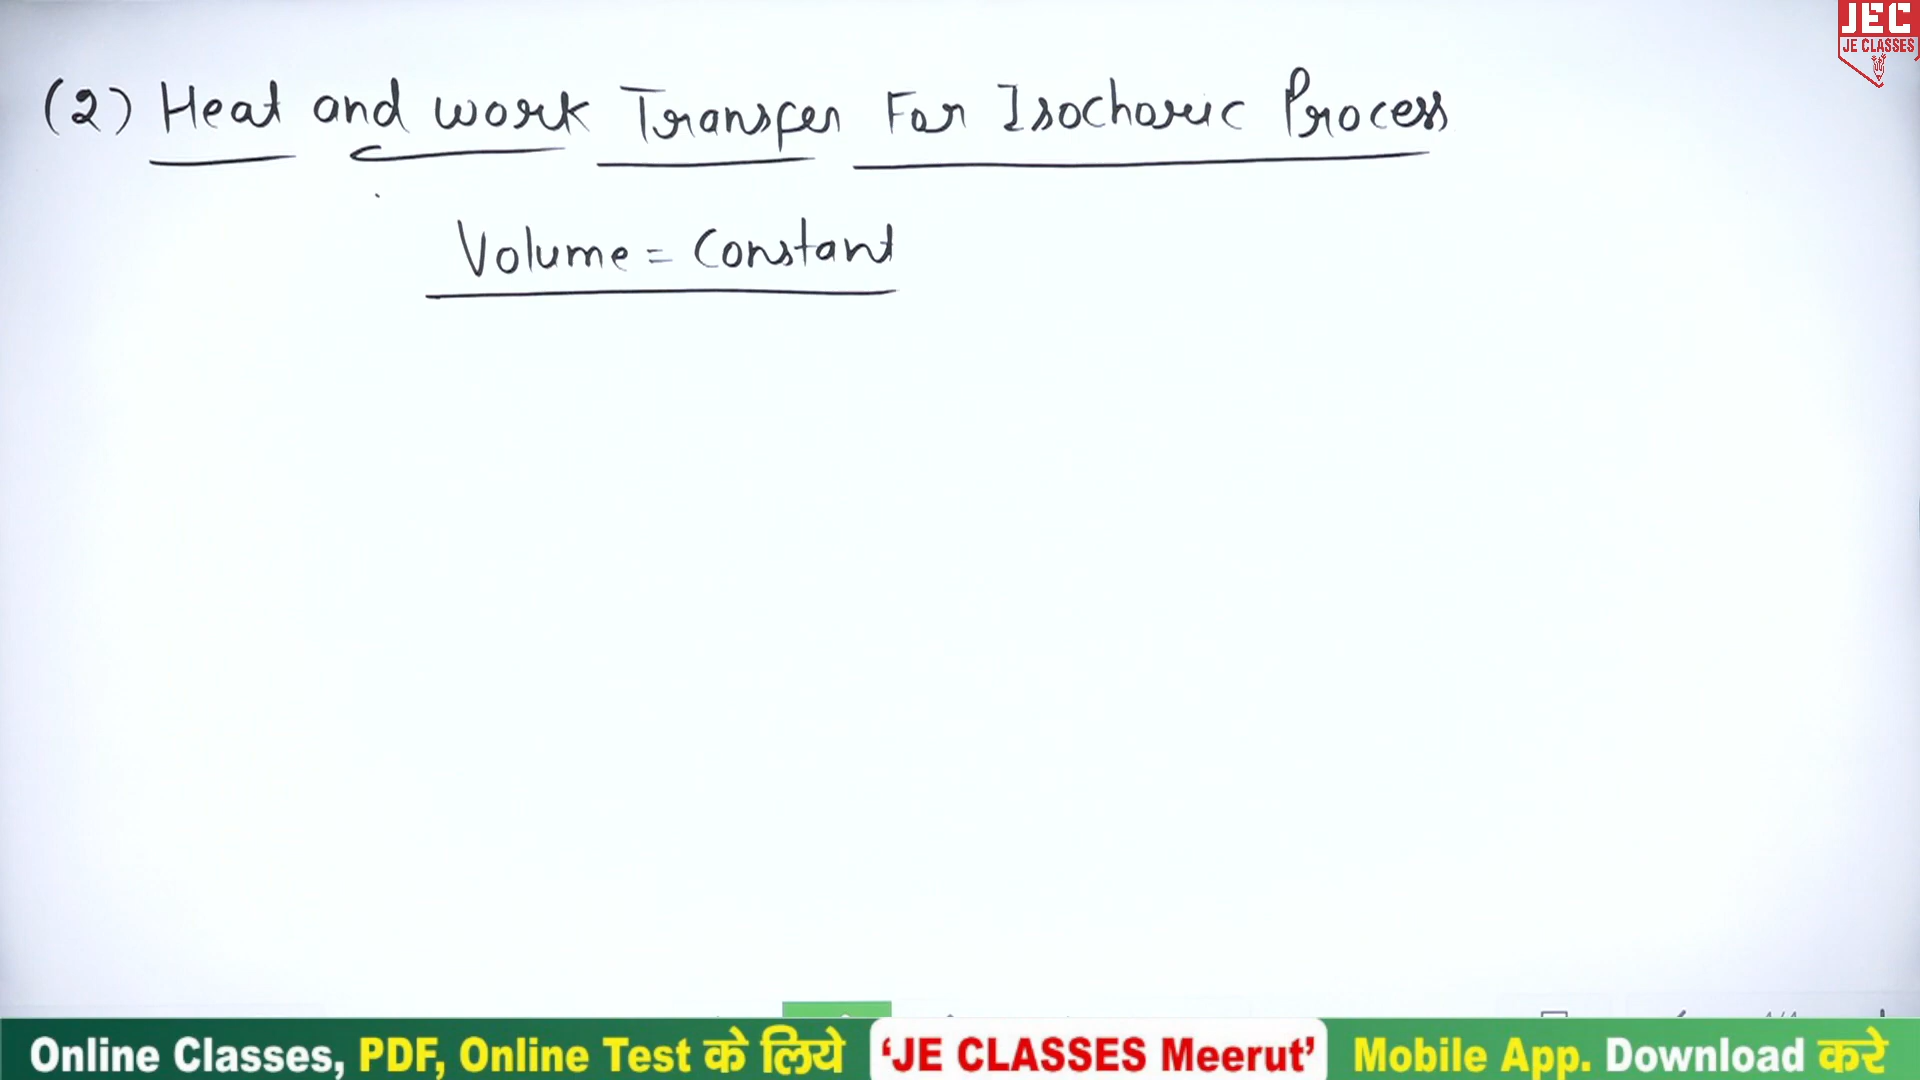 JEC
JE CLASSES
(2) Heat and work Transfer For Isochoric Process
Volume = Constant
Online Classes, PDF, Online Test के लिये 'JE CLASSES Meerut' Mobile App. Download करे